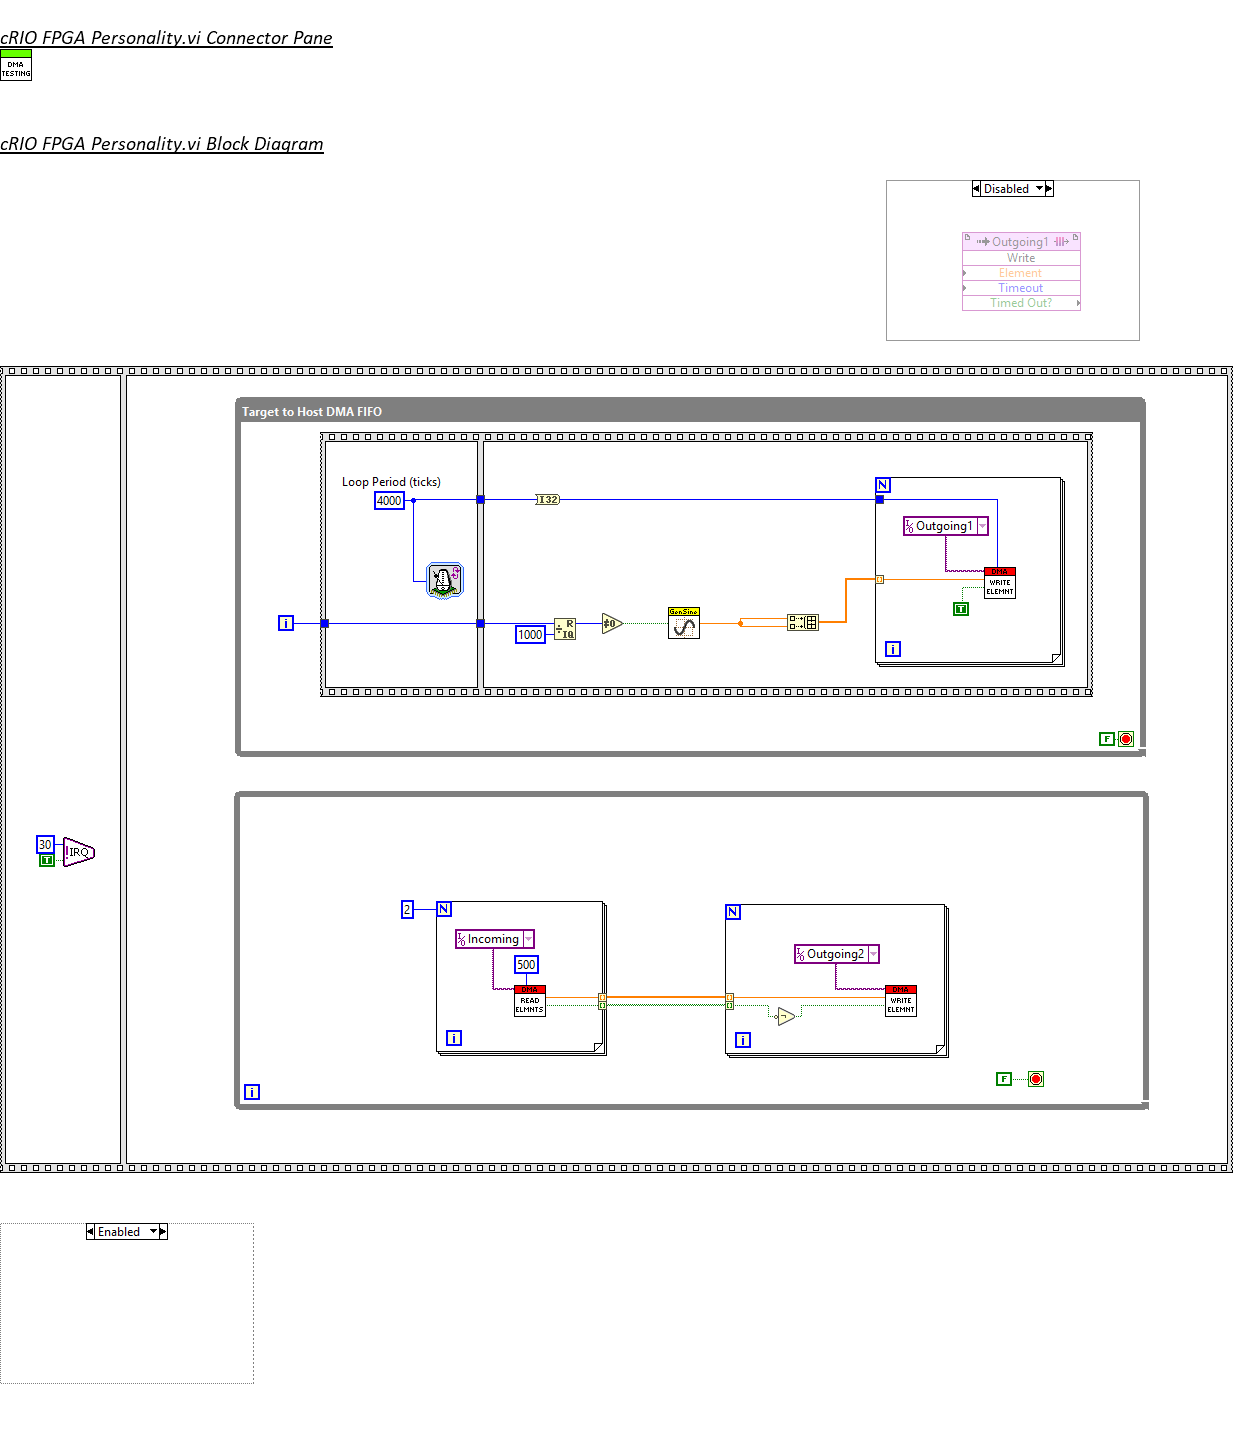 cRIO FPGA Personality.vi Connector Pane
DMA
TESTING
cRIO FPGA Personality.vi Block Diagram
Disabled
Outgoing1
Write
Element
Timeout
Timed Out?
Target to Host DMA FIFO
Loop Period (ticks)
4000
I32
N
I/O Outgoing1
DMA
WRITE
ELEMNT
T
i
1000
R
IQ
≠0
GenSine
i
F
30
T
! IRQ
2
N
I/O Incoming
500
DMA
READ
ELMNTS
i
N
I/O Outgoing2
DMA
WRITE
ELEMNT
i
F
i
Enabled